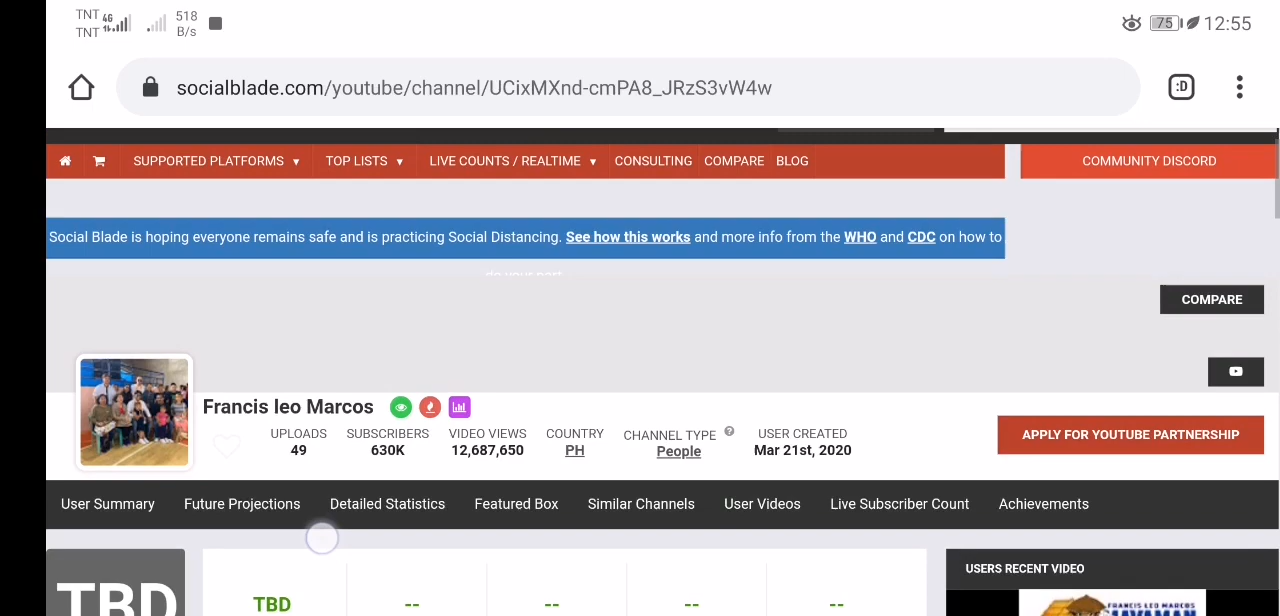 TNT 4G 518
TNT B/s
75 12:55
socialblade.com/youtube/channel/UCixMXnd-cmPA8_JRzS3vW4w :D
SUPPORTED PLATFORMS ▼ TOP LISTS ▼ LIVE COUNTS / REALTIME ▼ CONSULTING COMPARE BLOG COMMUNITY DISCORD
Social Blade is hoping everyone remains safe and is practicing Social Distancing. See how this works and more info from the WHO and CDC on how to
do your part
COMPARE
Francis leo Marcos
UPLOADS SUBSCRIBERS VIDEO VIEWS COUNTRY CHANNEL TYPE ? USER CREATED
49 630K 12,687,650 PH People Mar 21st, 2020
APPLY FOR YOUTUBE PARTNERSHIP
User Summary Future Projections Detailed Statistics Featured Box Similar Channels User Videos Live Subscriber Count Achievements
USERS RECENT VIDEO
TBD TBD -- -- -- --
FRANCIS LEO MARCOS